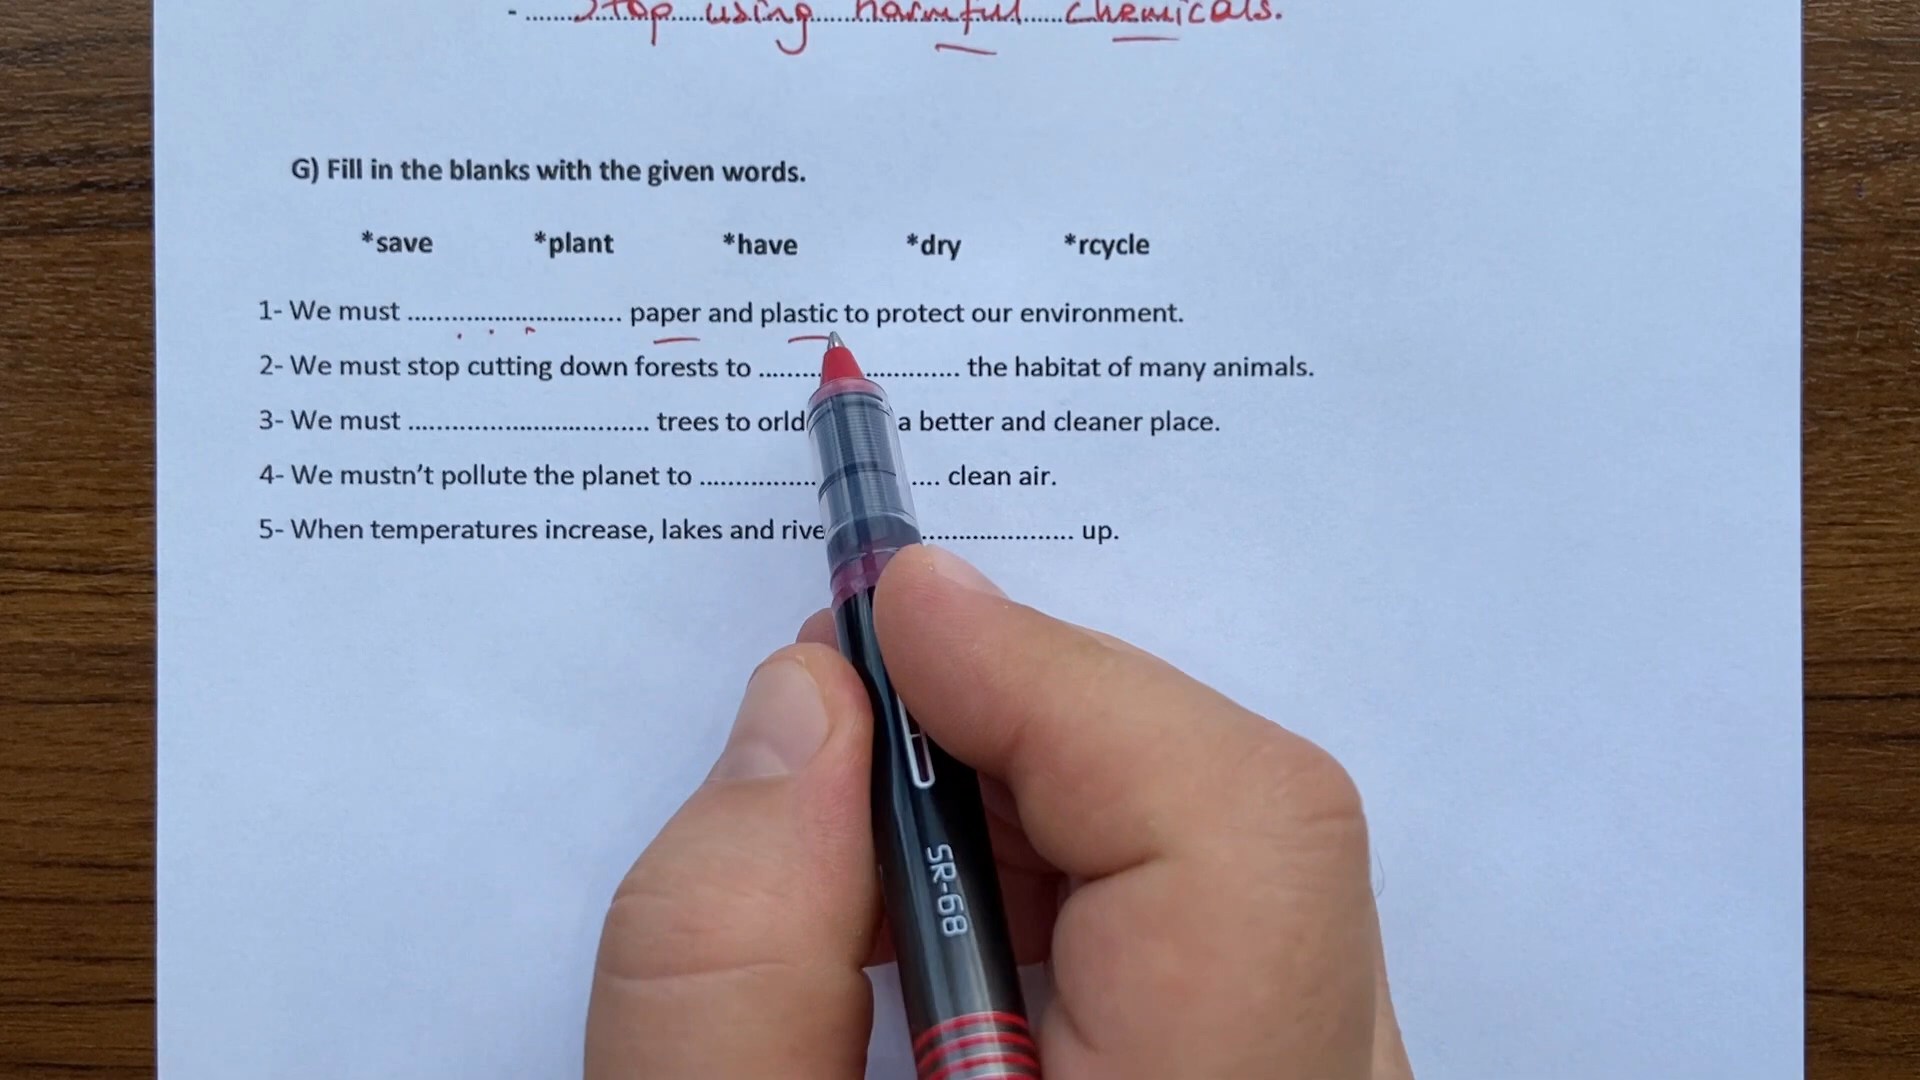 - ........Stop....using....harmful....chemicals.
G) Fill in the blanks with the given words.
*save *plant *have *dry *rcycle
1- We must .............................. paper and plastic to protect our environment.
2- We must stop cutting down forests to ............................ the habitat of many animals.
3- We must .................................. trees to orld a better and cleaner place.
4- We mustn't pollute the planet to .................................. clean air.
5- When temperatures increase, lakes and rive ...................... up.
SR-68